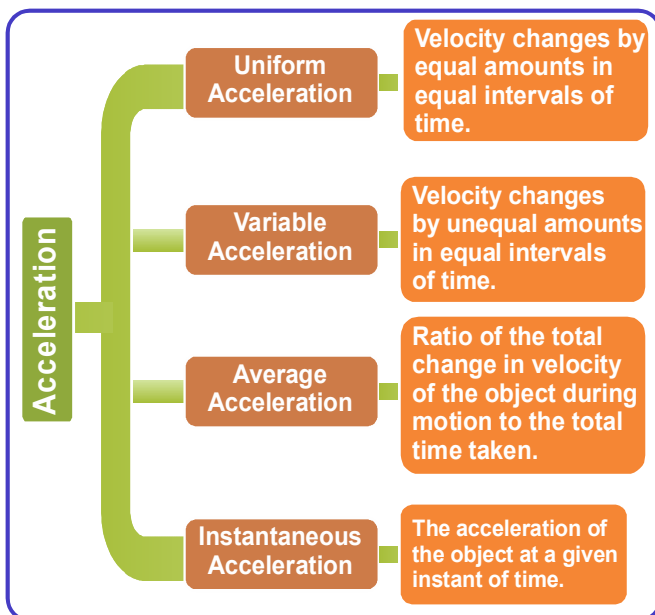 Acceleration
Uniform
Acceleration
Velocity changes by
equal amounts in
equal intervals of
time.
Variable
Acceleration
Velocity changes
by unequal amounts
in equal intervals
of time.
Average
Acceleration
Ratio of the total
change in velocity
of the object during
motion to the total
time taken.
Instantaneous
Acceleration
The acceleration of
the object at a given
instant of time.